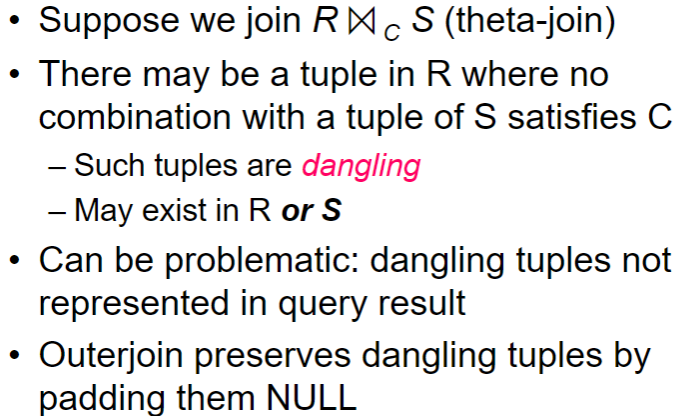 • Suppose we join R ⋈ C S (theta-join)
• There may be a tuple in R where no
combination with a tuple of S satisfies C
– Such tuples are dangling
– May exist in R or S
• Can be problematic: dangling tuples not
represented in query result
• Outerjoin preserves dangling tuples by
padding them NULL